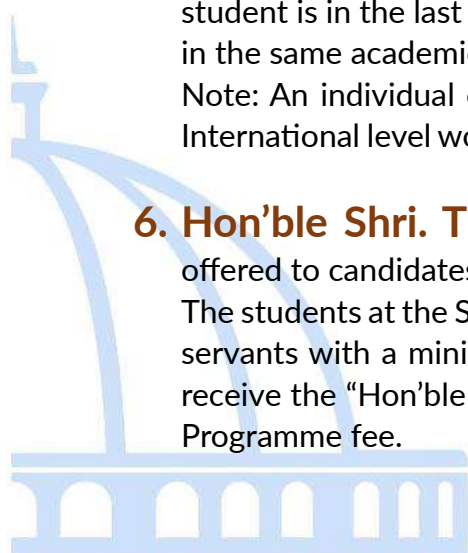 student is in the last
in the same academi
Note: An individual
International level wo
6. Hon'ble Shri. T
offered to candidates
The students at the S
servants with a mini
receive the “Hon'ble
Programme fee.